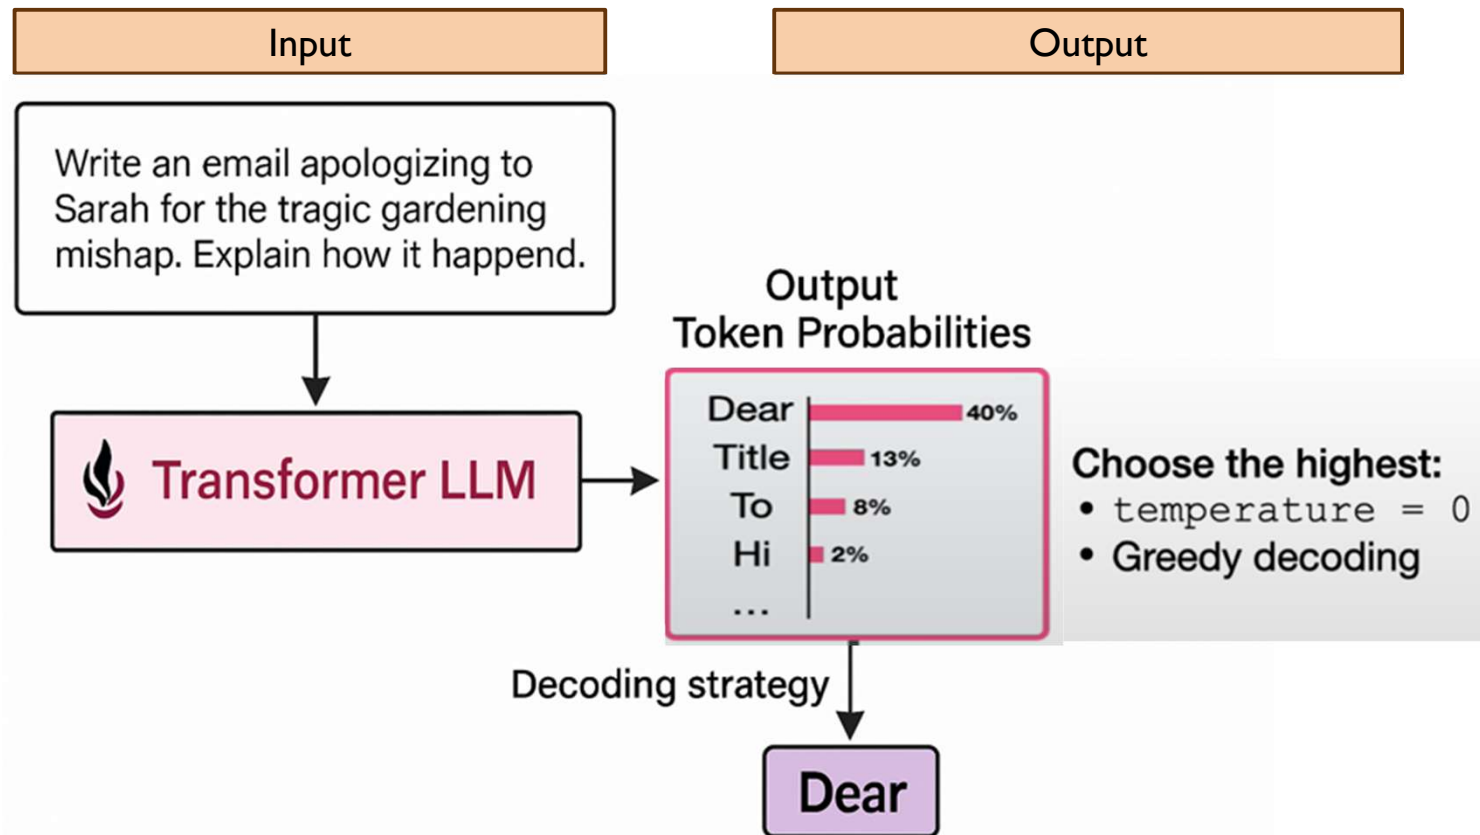 Input
Output
Write an email apologizing to
Sarah for the tragic gardening
mishap. Explain how it happend.
Transformer LLM
Output
Token Probabilities
Dear 40%
Title 13%
To 8%
Hi 2%
...
Choose the highest:
• temperature = 0
• Greedy decoding
Decoding strategy
Dear